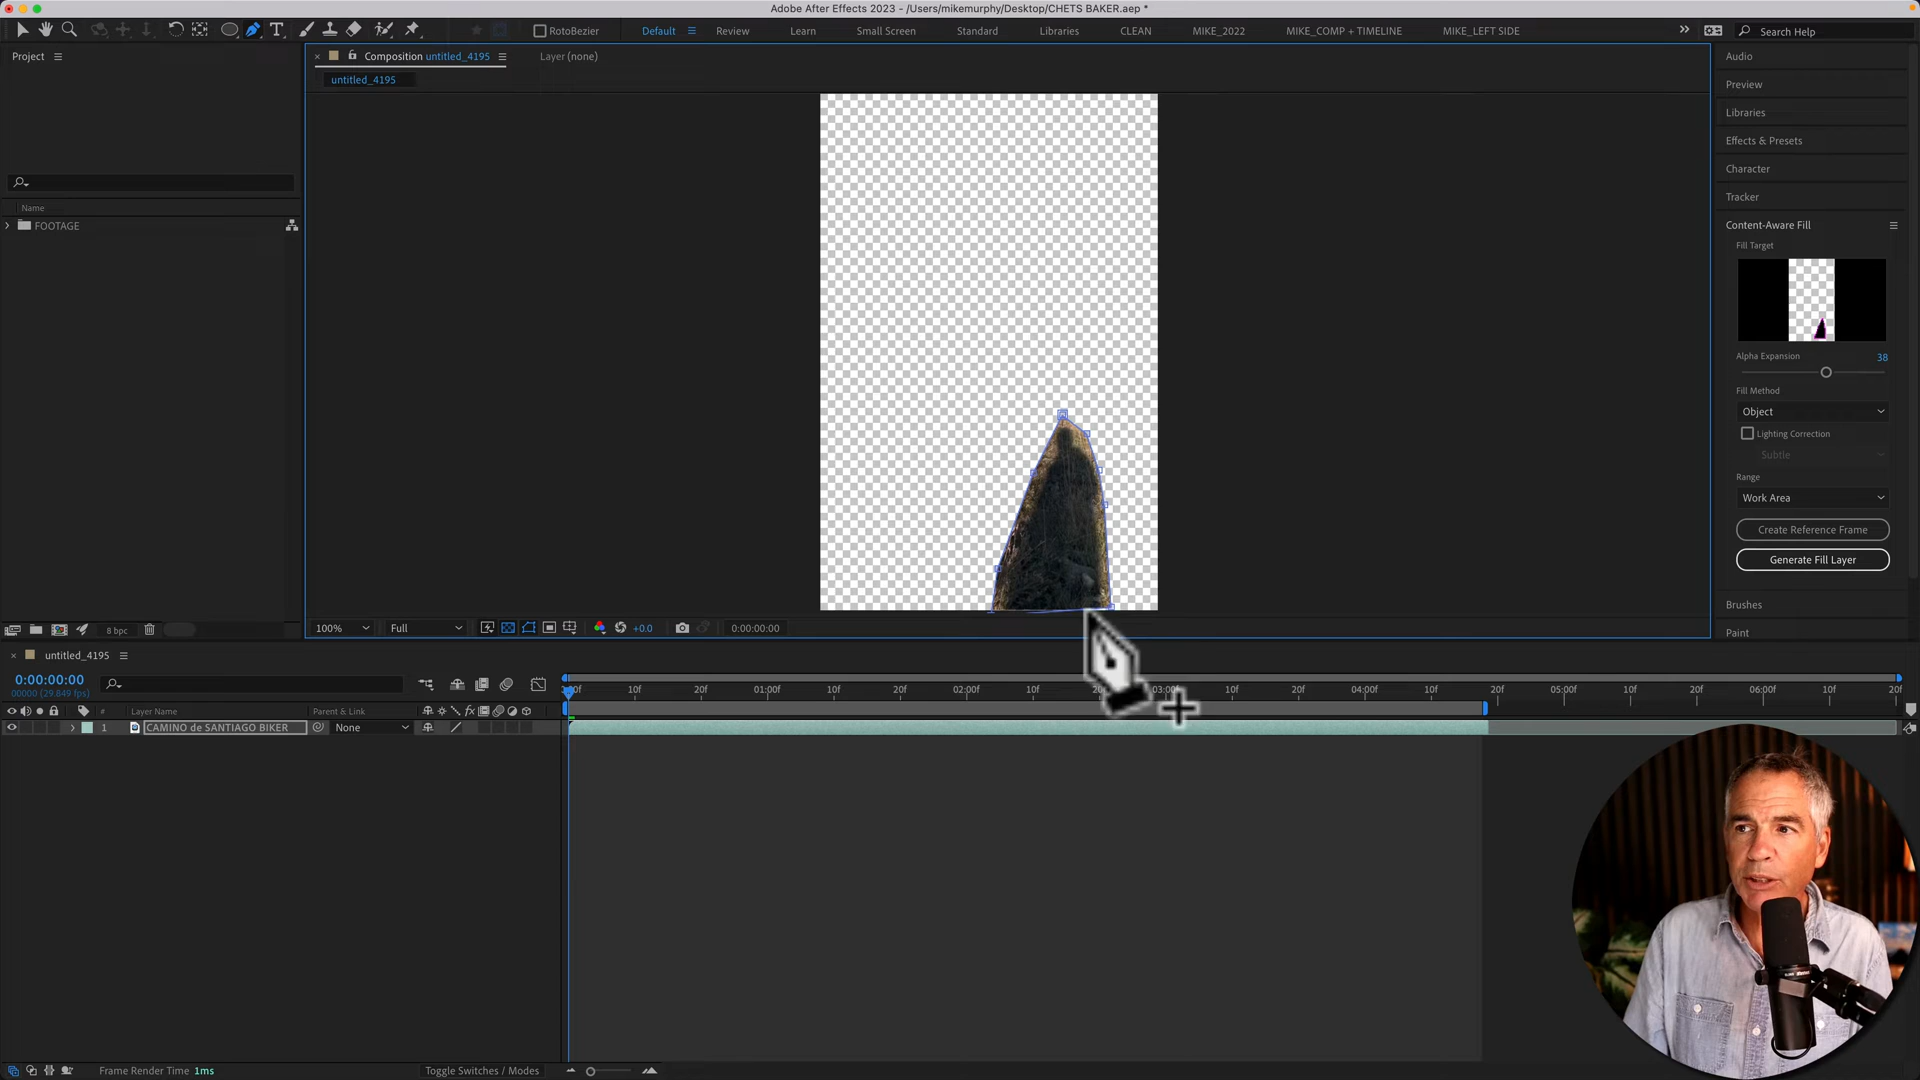 Adobe After Effects 2023 - /Users/mikemurphy/Desktop/CHETS BAKER.aep *
RotoBezier
Default
Review
Learn
Small Screen
Standard
Libraries
CLEAN
MIKE_2022
MIKE_COMP + TIMELINE
MIKE_LEFT SIDE
Search Help
Project
Composition untitled_4195
Layer (none)
untitled_4195
Name
FOOTAGE
8 bpc
100%
Full
+0.0
0:00:00:00
Audio
Preview
Libraries
Effects & Presets
Character
Tracker
Content-Aware Fill
Fill Target
Alpha Expansion 38
Fill Method
Object
Lighting Correction
Subtle
Range
Work Area
Create Reference Frame
Generate Fill Layer
Brushes
Paint
untitled_4195
0:00:00:00
00000 (29.849 fps)
10f 20f 01:00f 10f 20f 02:00f 10f 03:00f 10f 20f 04:00f 10f 20f 05:00f 10f 20f 06:00f 10f 20f
# Layer Name Parent & Link
1 CAMINO de SANTIAGO BIKER None
Frame Render Time 1ms
Toggle Switches / Modes